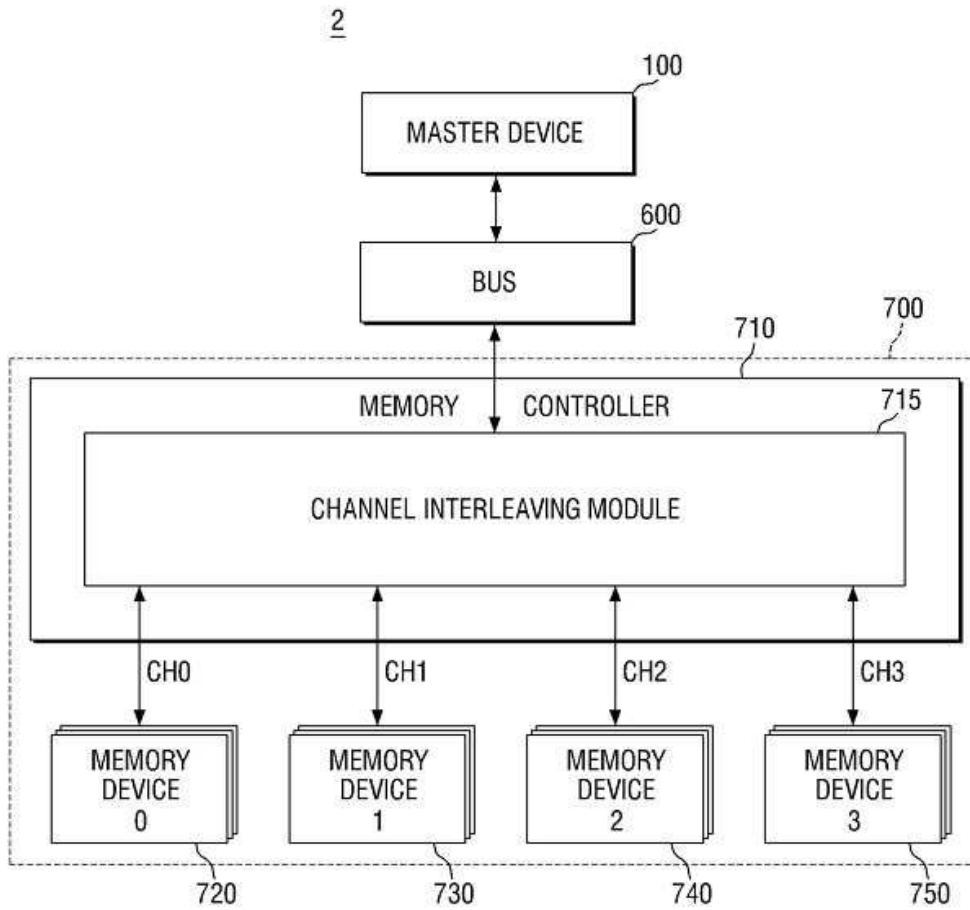 2
100
MASTER DEVICE
600
BUS
700
710
MEMORY CONTROLLER
715
CHANNEL INTERLEAVING MODULE
CH0 CH1 CH2 CH3
MEMORY MEMORY MEMORY MEMORY
DEVICE DEVICE DEVICE DEVICE
0 1 2 3
720 730 740 750